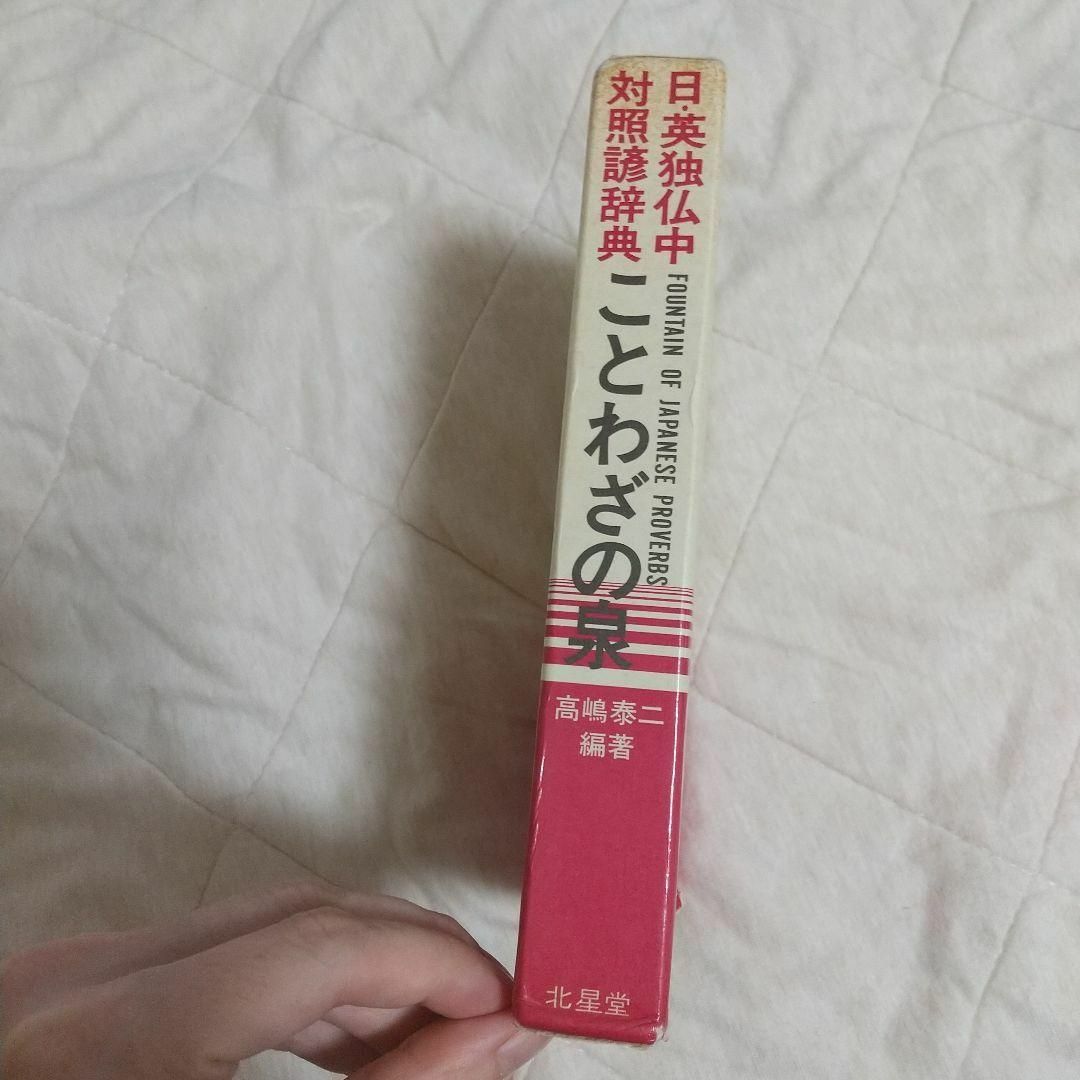 日・英独仏中
対照諺辞典
FOUNTAIN OF JAPANESE PROVERBS
ことわざの泉
高嶋泰二
編著
北星堂